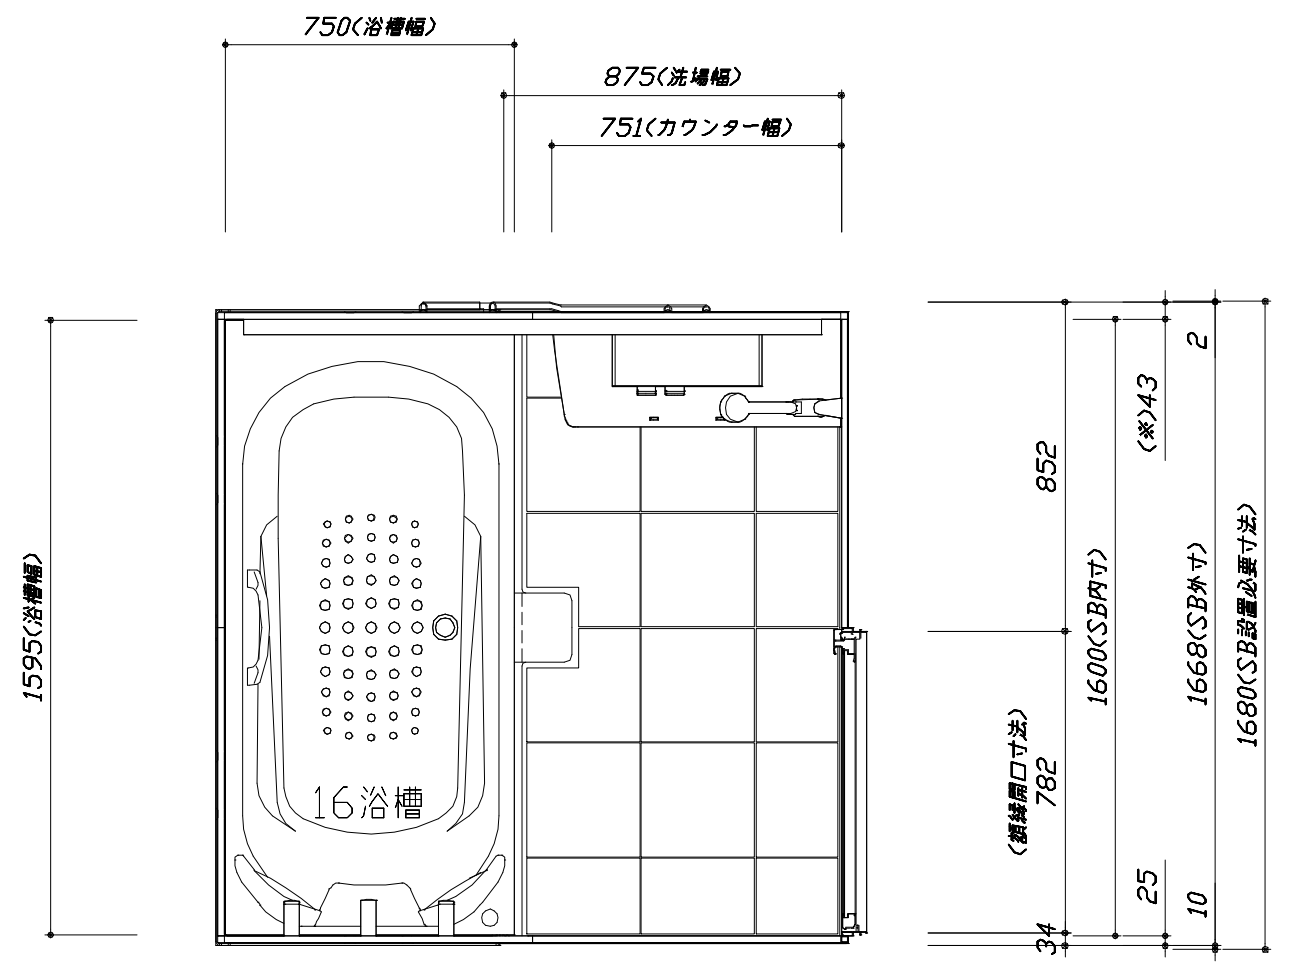 750(浴槽幅)
875(洗場幅)
751(カウンター幅)
1595(浴槽幅)
16浴槽
852
(額縁開口寸法)
782
34
1600(SB内寸)
(※)43
25
2
1668(SB外寸)
10
1680(SB設置必要寸法)